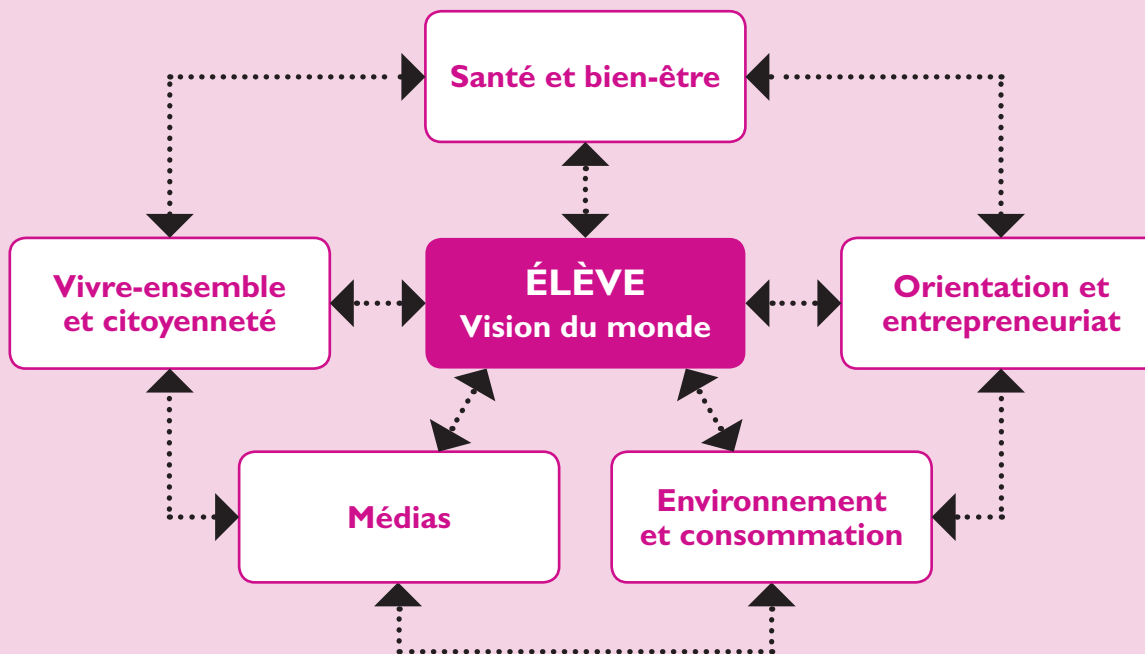 Santé et bien-être
Vivre-ensemble
et citoyenneté
ÉLÈVE
Vision du monde
Orientation et
entrepreneuriat
Médias
Environnement
et consommation